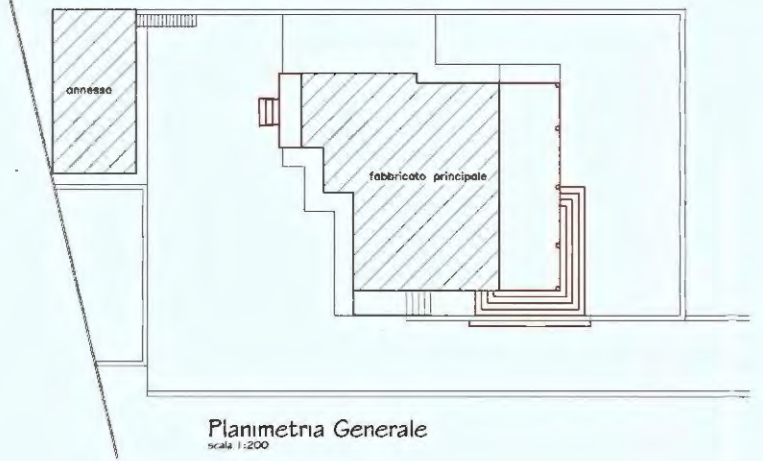 annesso
fabbricato principale
Planimetria Generale
scala 1:200